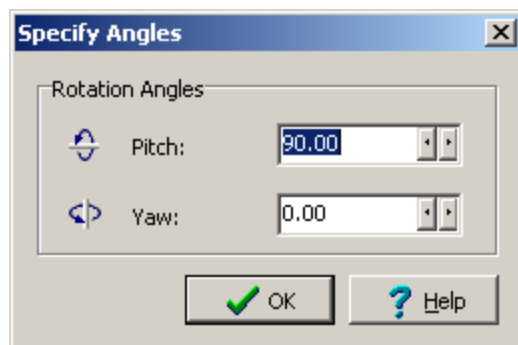 Specify Angles
Rotation Angles
Pitch: 90.00
Yaw: 0.00
OK Help